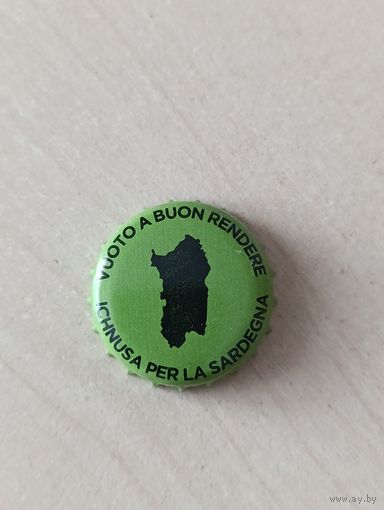 VUOTO A BUON RENDERE
ICHNUSA PER LA SARDEGNA
www.ay.by